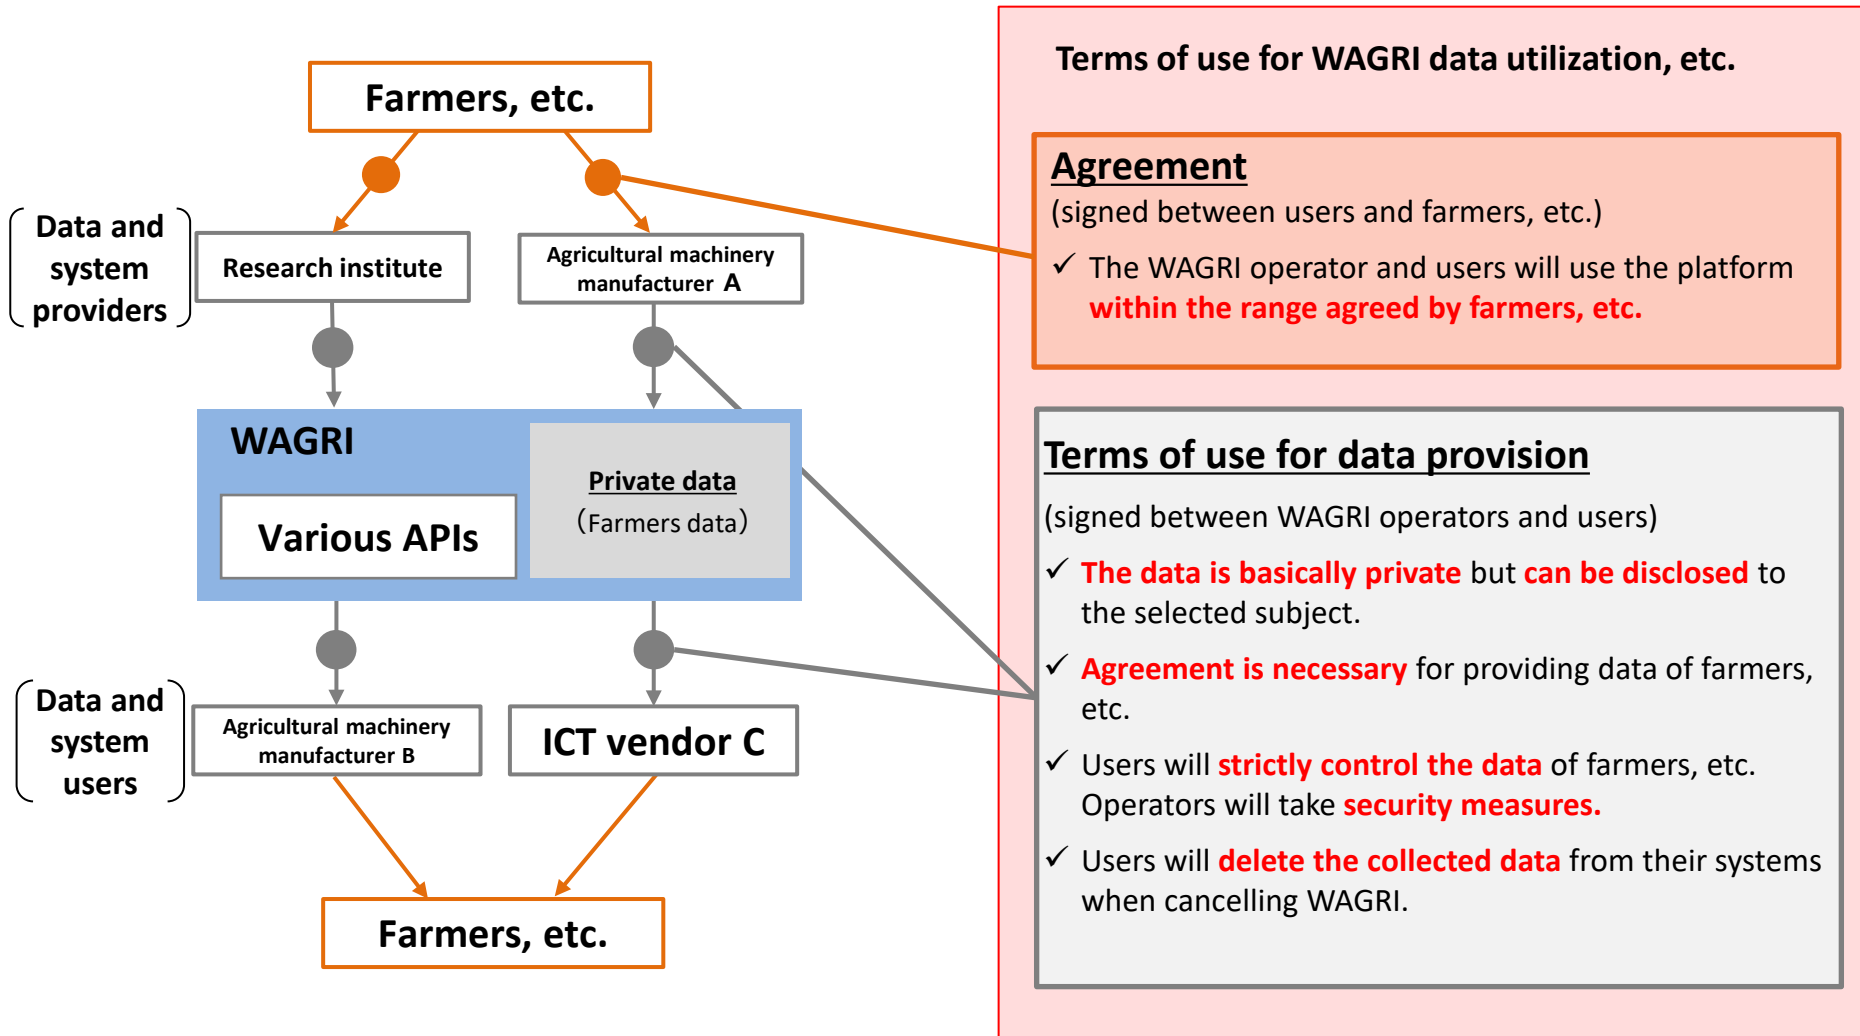 Farmers, etc.
Data and
system
providers
Research institute
Agricultural machinery
manufacturer A
WAGRI
Various APIs
Private data
（Farmers data）
Data and
system
users
Agricultural machinery
manufacturer B
ICT vendor C
Farmers, etc.
Terms of use for WAGRI data utilization, etc.
Agreement
(signed between users and farmers, etc.)
✓ The WAGRI operator and users will use the platform
within the range agreed by farmers, etc.
Terms of use for data provision
(signed between WAGRI operators and users)
✓ The data is basically private but can be disclosed to
the selected subject.
✓ Agreement is necessary for providing data of farmers,
etc.
✓ Users will strictly control the data of farmers, etc.
Operators will take security measures.
✓ Users will delete the collected data from their systems
when cancelling WAGRI.